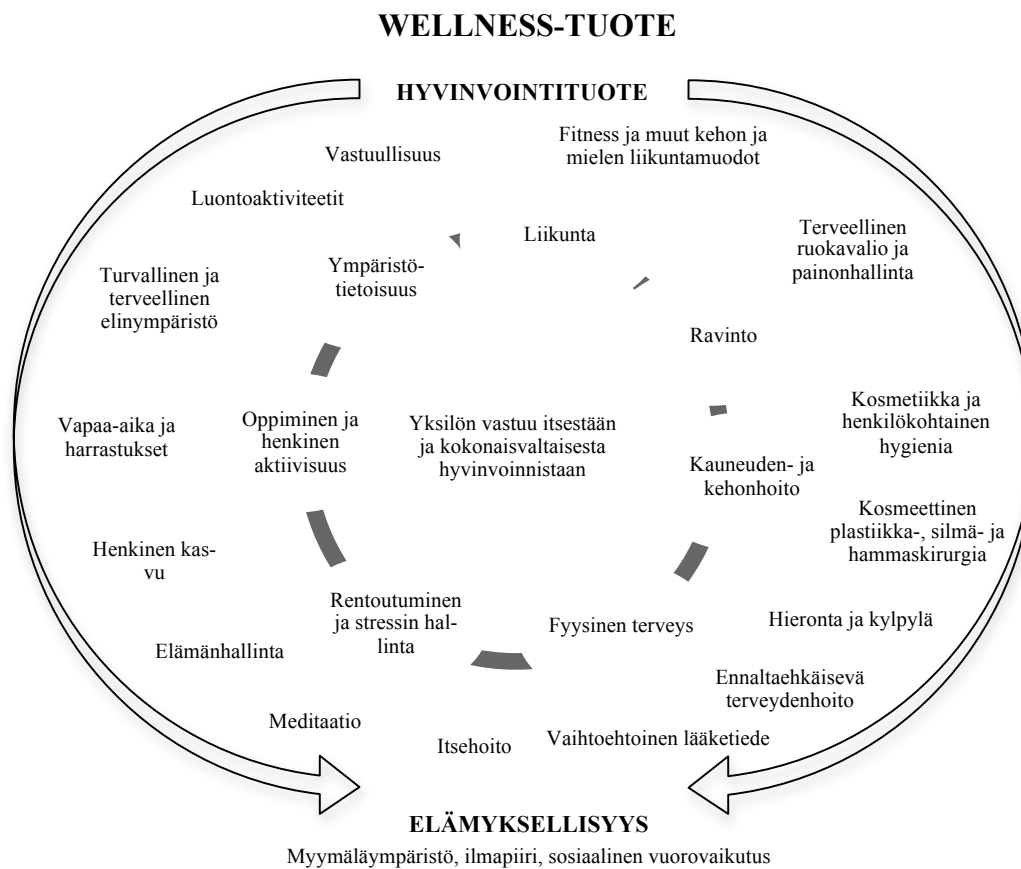 WELLNESS-TUOTE
HYVINVOINTITUOTE
Fitness ja muut kehon ja
mielen liikuntamuodot
Vastuullisuus
Luontoaktiviteetit
Liikunta
Terveellinen
ruokavalio ja
painonhallinta
Ympäristö-
tietoisuus
Turvallinen ja
terveellinen
elinympäristö
Ravinto
Vapaa-aika ja
harrastukset
Oppiminen ja
henkinen
aktiivisuus
Yksilön vastuu itsestään
ja kokonaisvaltaisesta
hyvinvoinnistaan
Kosmetiikka ja
henkilökohtainen
hygienia
Kauneuden- ja
kehonhoito
Kosmeettinen
plastiikka-, silmä- ja
hammaskirurgia
Henkinen kas-
vu
Rentoutuminen
ja stressin hal-
linta
Fyysinen terveys
Hieronta ja kylpylä
Elämänhallinta
Ennaltaehkäisevä
terveydenhoito
Meditaatio
Itsehoito
Vaihtoehtoinen lääketiede
ELÄMYKSELLISYYS
Myymäläympäristö, ilmapiiri, sosiaalinen vuorovaikutus